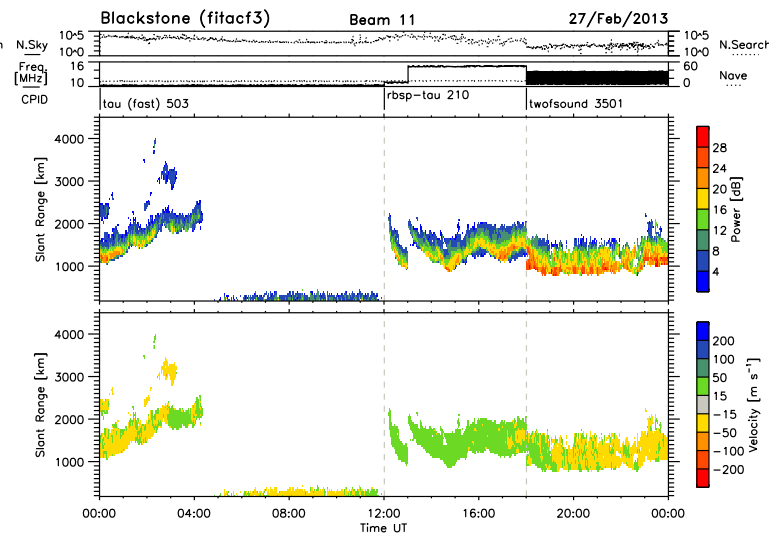 Blackstone (fitacf3) Beam 11 27/Feb/2013
n N.Sky 10^5 10^5 N.Search
10^0 10^0
Freq. 16 60
[MHz] Nave
10 0
CPID tau (fast) 503 rbsp-tau 210 twofsound 3501
4000
3000
2000
1000
Slant Range [km]
28
24
20
16
12
8
4
Power [dB]
4000
3000
2000
1000
Slant Range [km]
200
100
50
15
-15
-50
-100
-200
Velocity [m s^-1]
00:00 04:00 08:00 12:00 16:00 20:00 00:00
Time UT